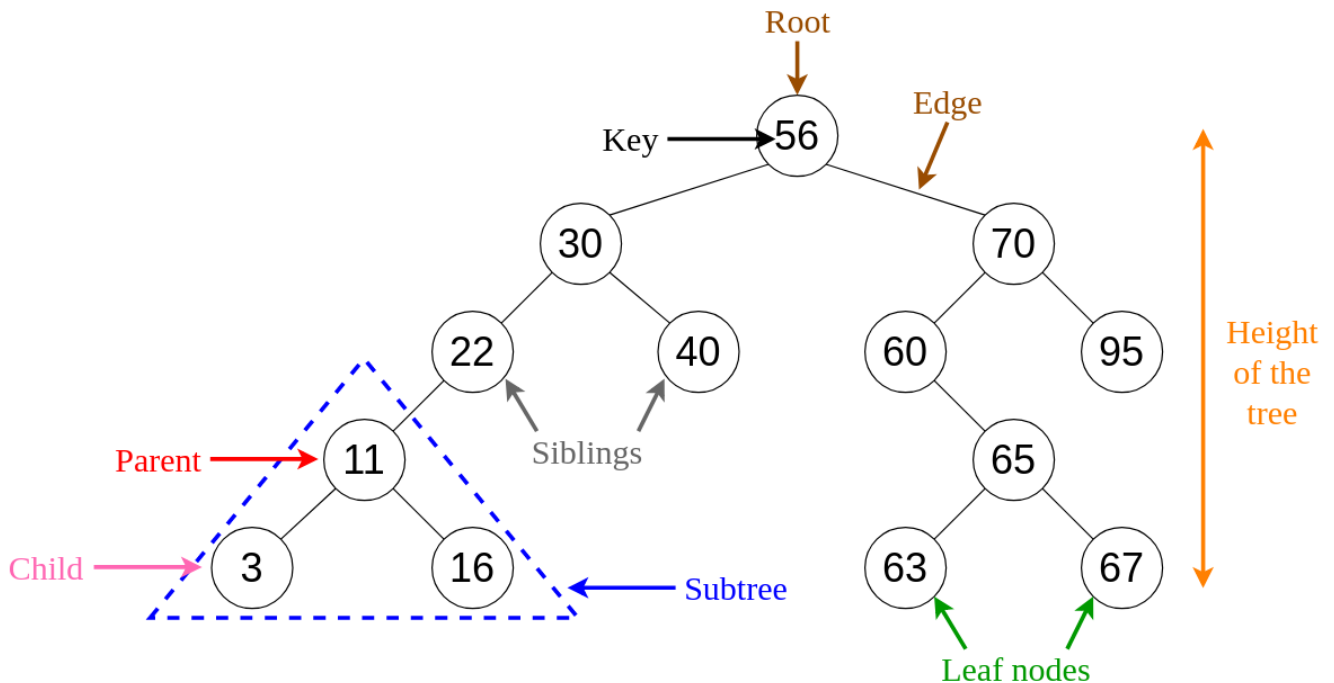 Root
Edge
Key
56
30
70
22
40
60
95
Height
of the
tree
Parent
11
Siblings
65
Child
3
16
Subtree
63
67
Leaf nodes